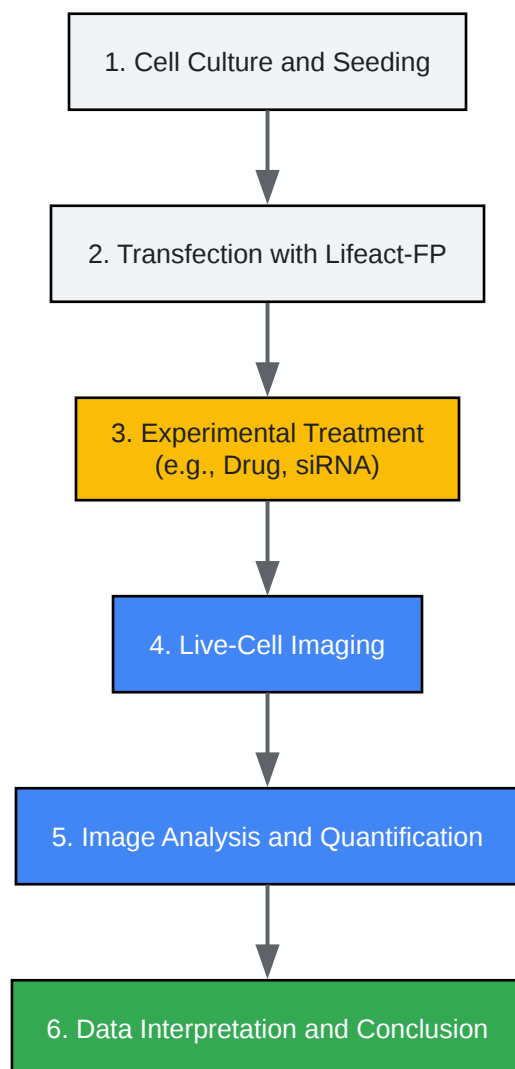 1. Cell Culture and Seeding
2. Transfection with Lifeact-FP
3. Experimental Treatment
(e.g., Drug, siRNA)
4. Live-Cell Imaging
5. Image Analysis and Quantification
6. Data Interpretation and Conclusion